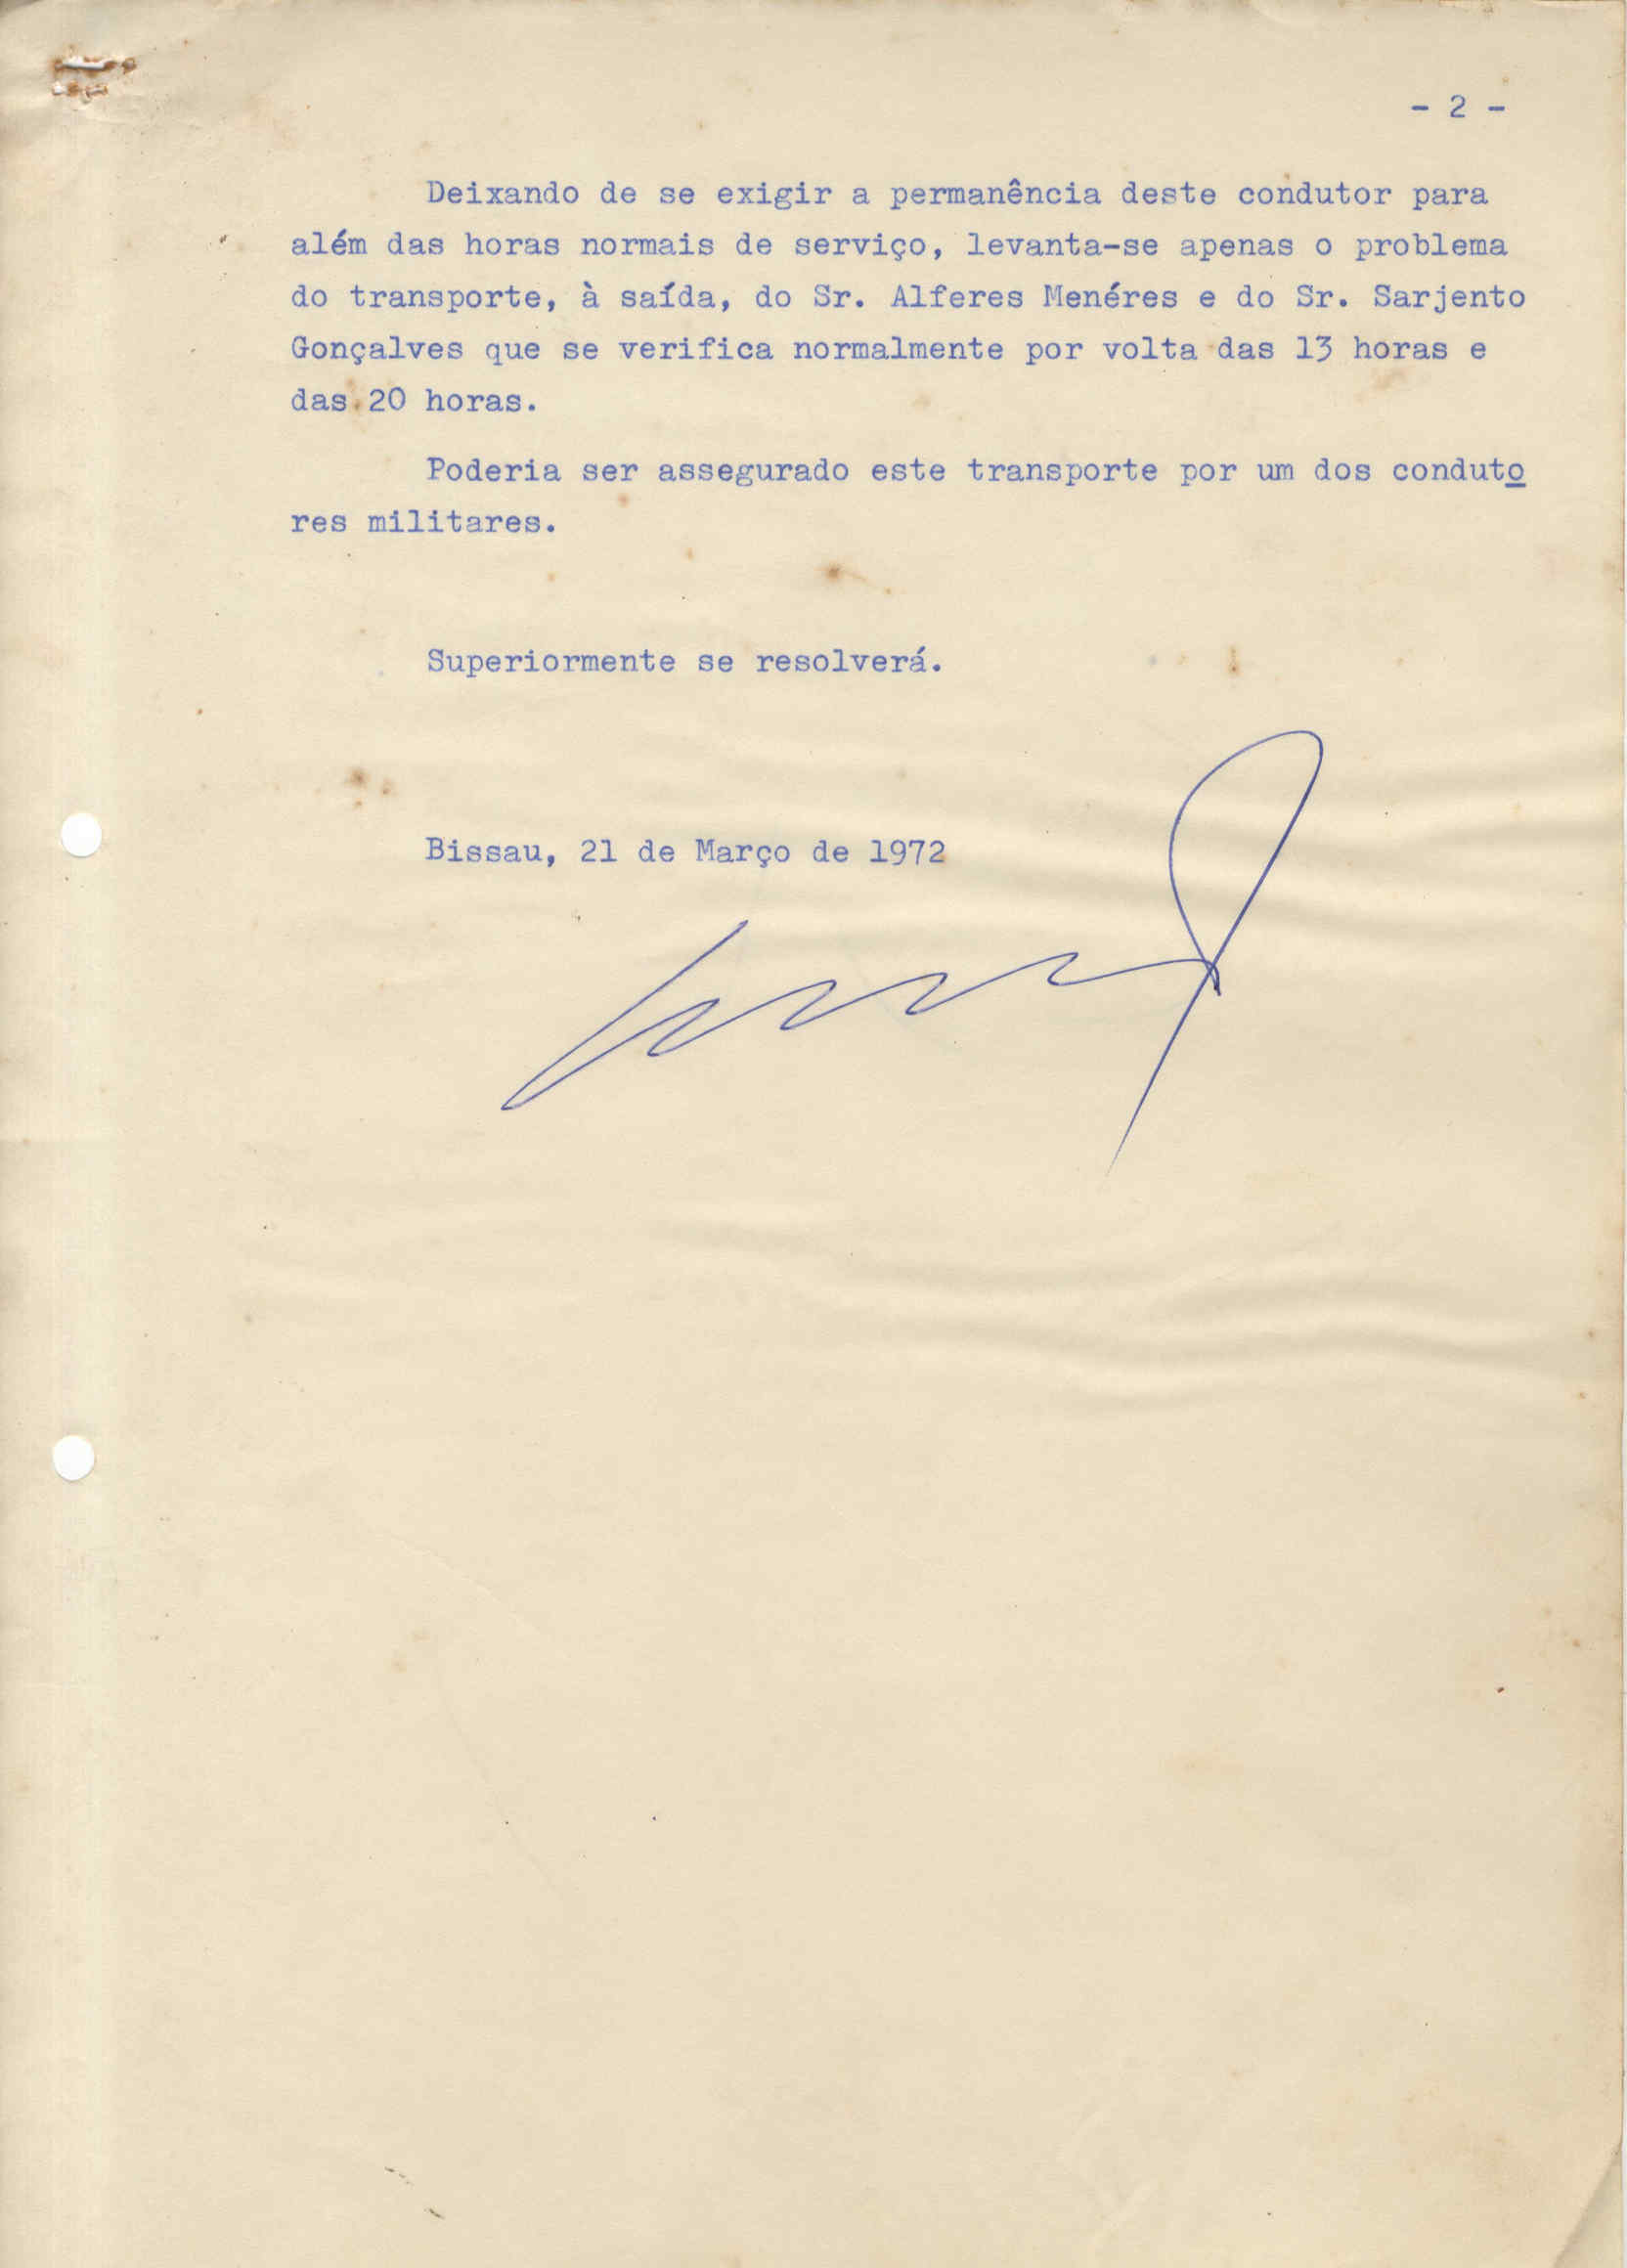 - 2 -
Deixando de se exigir a permanência deste condutor para
além das horas normais de serviço, levanta-se apenas o problema
do transporte, à saída, do Sr. Alferes Menéres e do Sr. Sarjento
Gonçalves que se verifica normalmente por volta das 13 horas e
das 20 horas.
Poderia ser assegurado este transporte por um dos conduto
res militares.
Superiormente se resolverá.
Bissau, 21 de Março de 1972